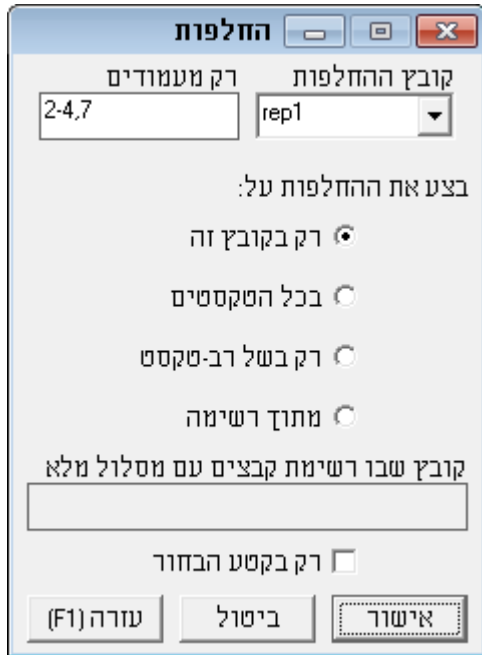 החלפות
קובץ ההחלפות רק מעמודים
rep1 2-4,7
בצע את ההחלפות על:
רק בקובץ זה
בכל הטקסטים
רק בשל רב-טקסט
מתוך רשימה
קובץ שבו רשימת קבצים עם מסלול מלא
רק בקטע הבחור
אישור ביטול עזרה (F1)